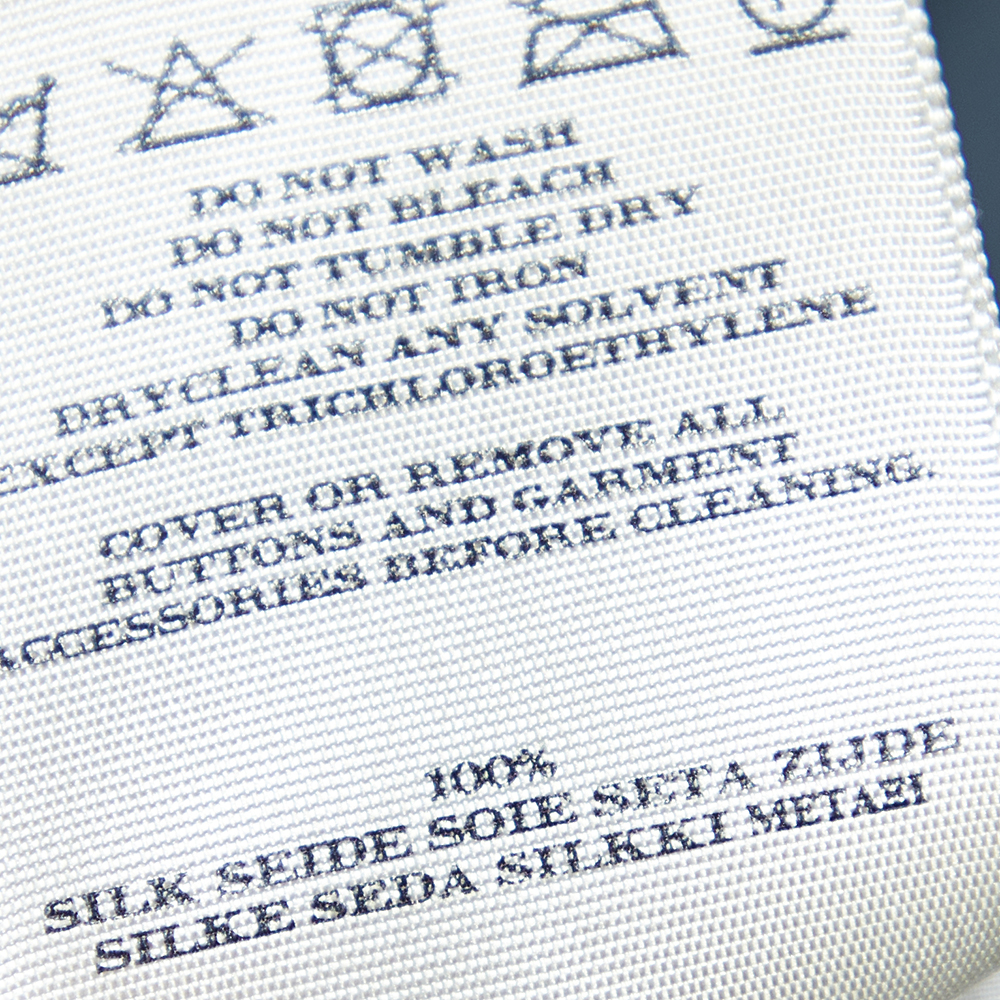 DO NOT WASH
DO NOT BLEACH
DO NOT TUMBLE DRY
DO NOT IRON
DRYCLEAN ANY SOLVENT
EXCEPT TRICHLOROETHYLENE
COVER OR REMOVE ALL
BUTTONS AND GARMENT
ACCESSORIES BEFORE CLEANING.
100%
SILK SEIDE SOIE SETA ZIJDE
SILKE SEDA SILKKI ΜΕΤΑΞΙ